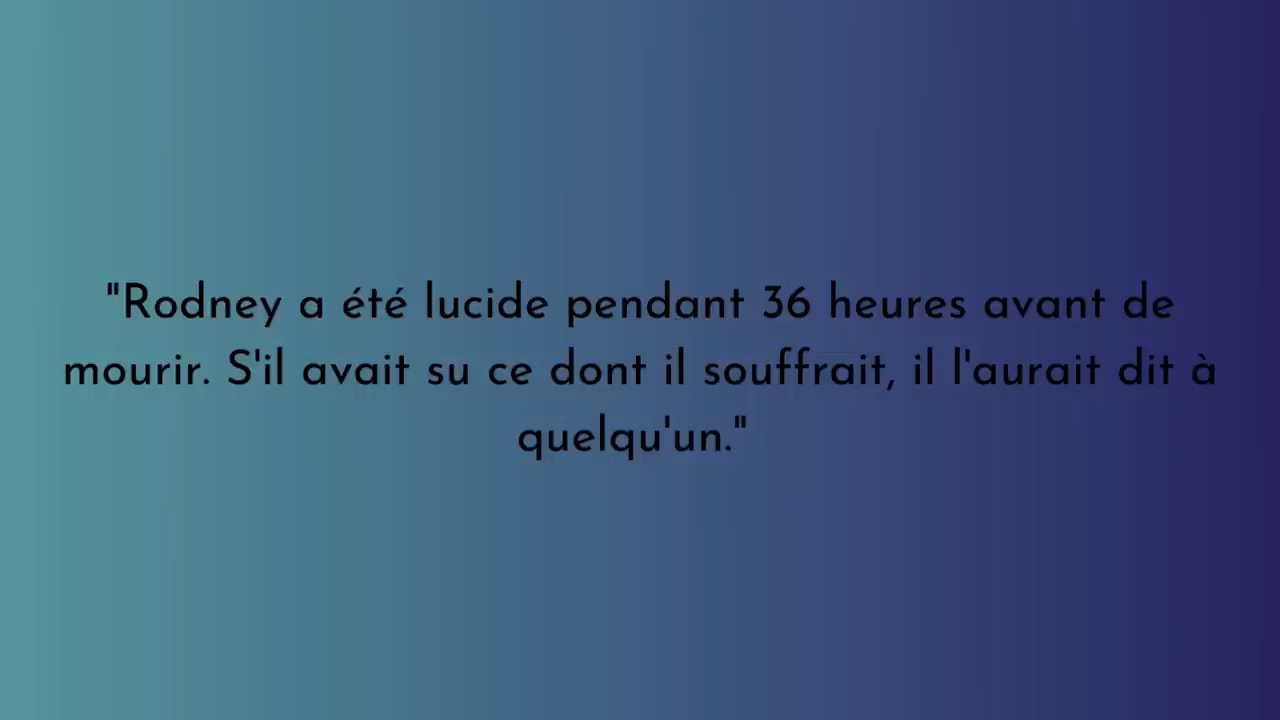 "Rodney a été lucide pendant 36 heures avant de
mourir. S'il avait su ce dont il souffrait, il l'aurait dit à
quelqu'un."